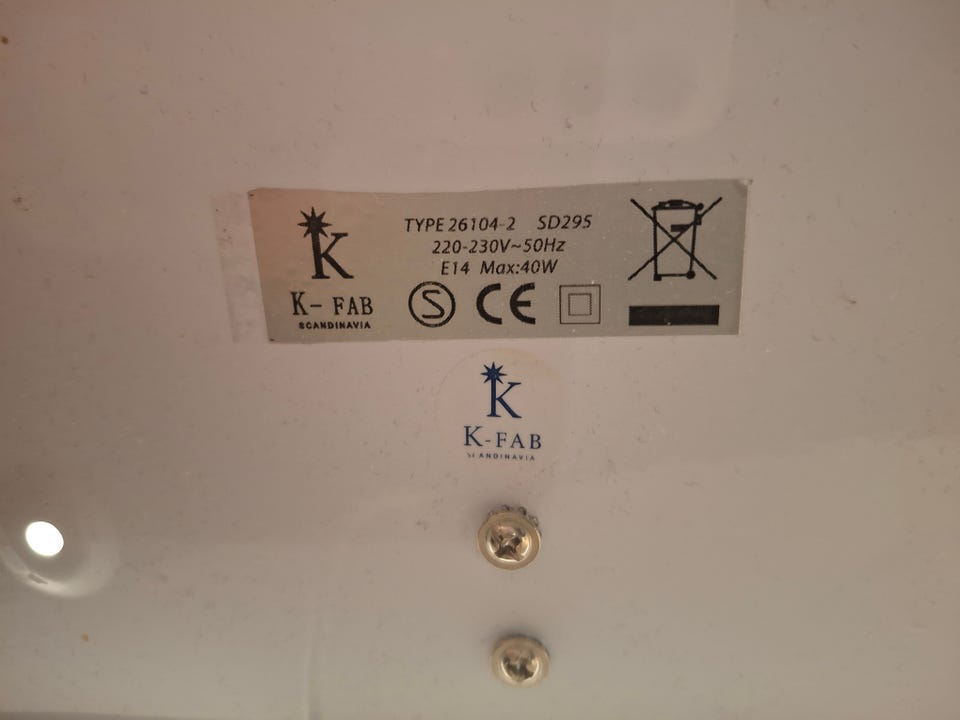 K
K- FAB
SCANDINAVIA
TYPE 26104-2 SD295
220-230V~50Hz
E14 Max:40W
S CE
K
K-FAB
SCANDINAVIA